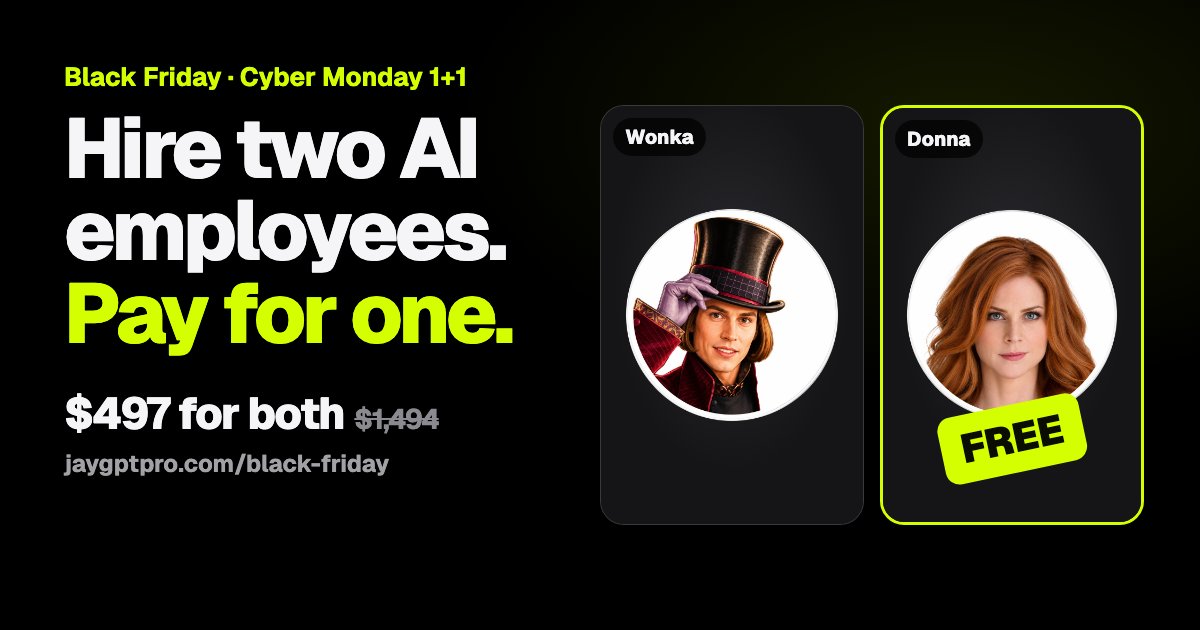 Black Friday · Cyber Monday 1+1
Hire two AI
employees.
Pay for one.
$497 for both $1,494
jaygptpro.com/black-friday
Wonka
Donna
FREE